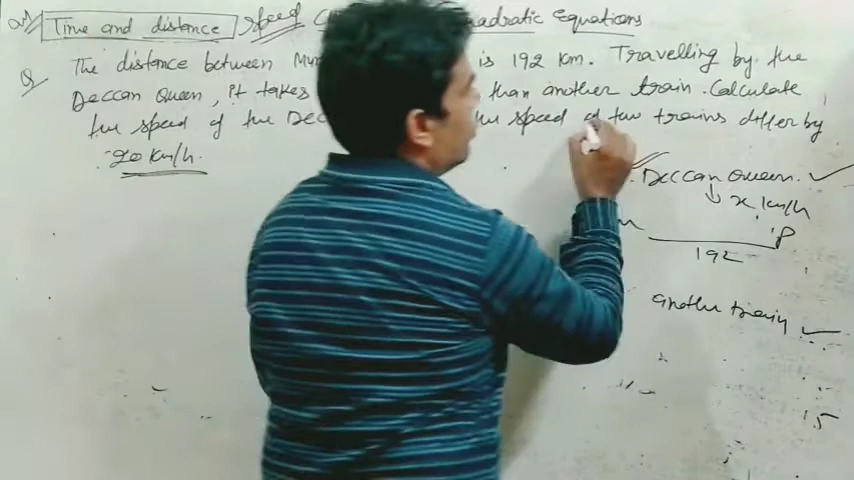 Time and distance speed Quadratic Equations
Q The distance between is 192 Km. Travelling by the
Deccan Queen, it takes than another train. Calculate
the speed of the the speed of two trains differ by
20 km/h.
Deccan Queen.
x km/h
P
192
another train
15